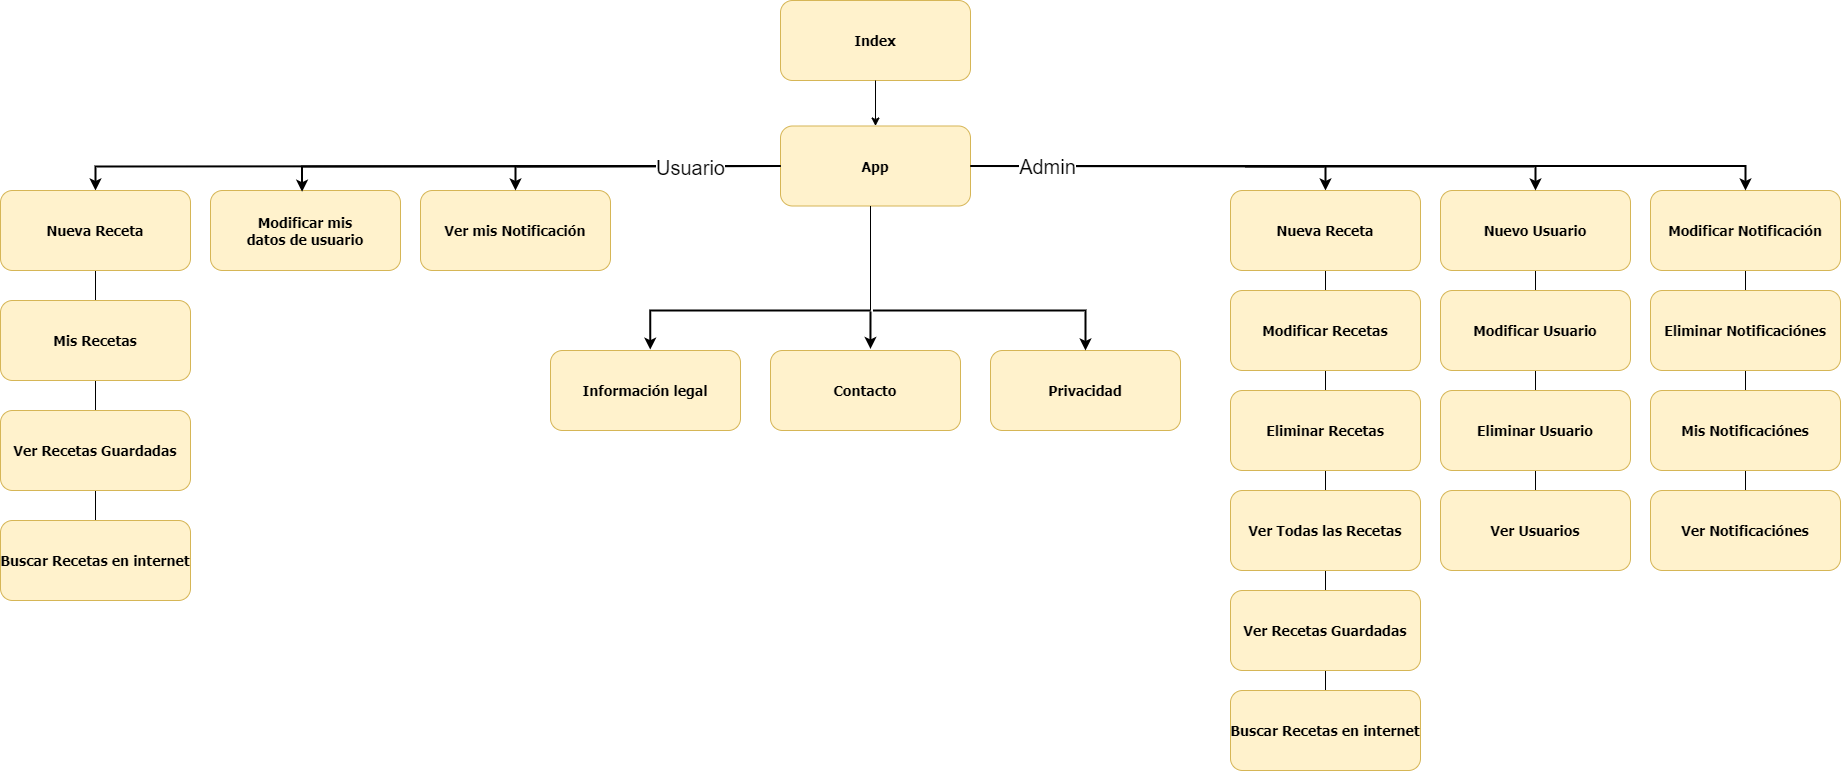 Index
App
Usuario
Admin
Nueva Receta
Modificar mis
datos de usuario
Ver mis Notificación
Mis Recetas
Ver Recetas Guardadas
Buscar Recetas en internet
Información legal
Contacto
Privacidad
Nueva Receta
Modificar Recetas
Eliminar Recetas
Ver Todas las Recetas
Ver Recetas Guardadas
Buscar Recetas en internet
Nuevo Usuario
Modificar Usuario
Eliminar Usuario
Ver Usuarios
Modificar Notificación
Eliminar Notificaciónes
Mis Notificaciónes
Ver Notificaciónes